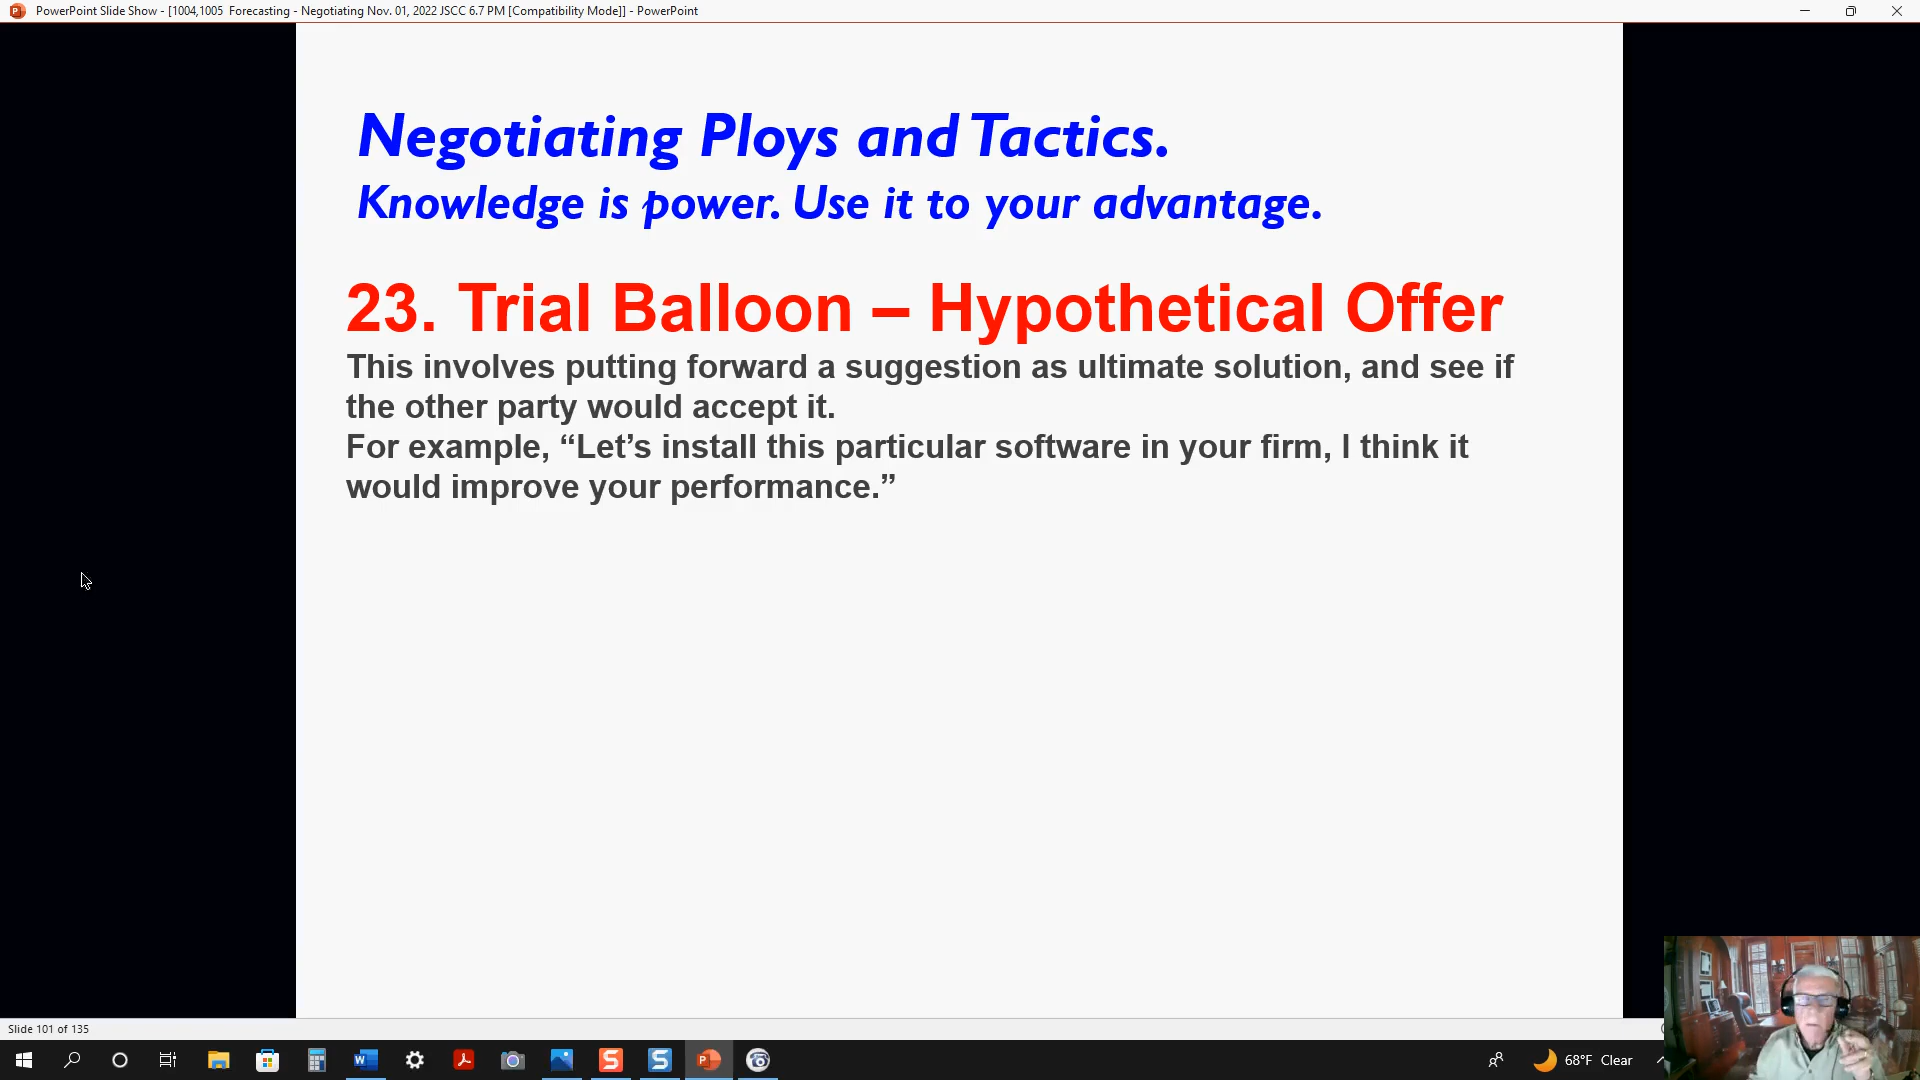 PowerPoint Slide Show - [1004,1005  Forecasting - Negotiating Nov. 01, 2022 JSCC 6.7 PM [Compatibility Mode]] - PowerPoint
Negotiating Ploys and Tactics.
Knowledge is power. Use it to your advantage.
23. Trial Balloon – Hypothetical Offer
This involves putting forward a suggestion as ultimate solution, and see if
the other party would accept it.
For example, “Let’s install this particular software in your firm, I think it
would improve your performance.”
Slide 101 of 135
68°F  Clear